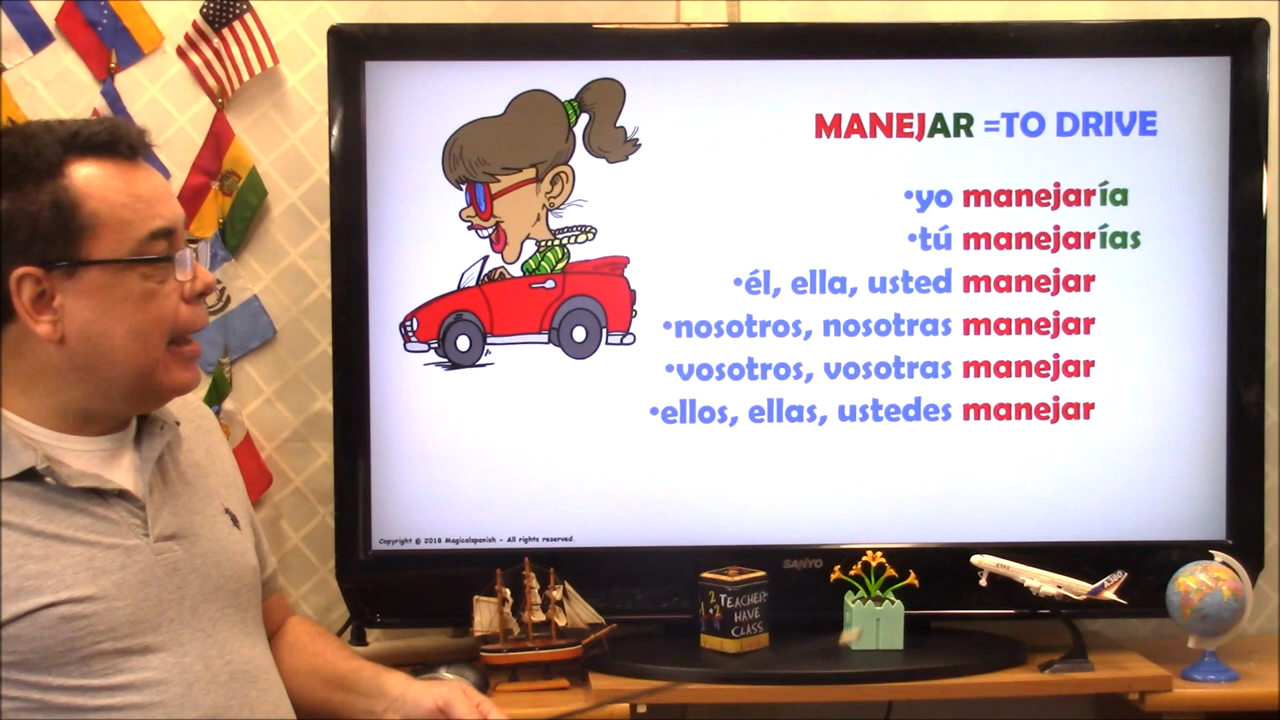 MANEJAR =TO DRIVE
•yo manejaría
•tú manejarías
•él, ella, usted manejar
•nosotros, nosotras manejar
•vosotros, vosotras manejar
•ellos, ellas, ustedes manejar
Copyright © 2018 Magicalspanish - All rights reserved.
SANYO
TEACHERS
HAVE
CLASS
A380